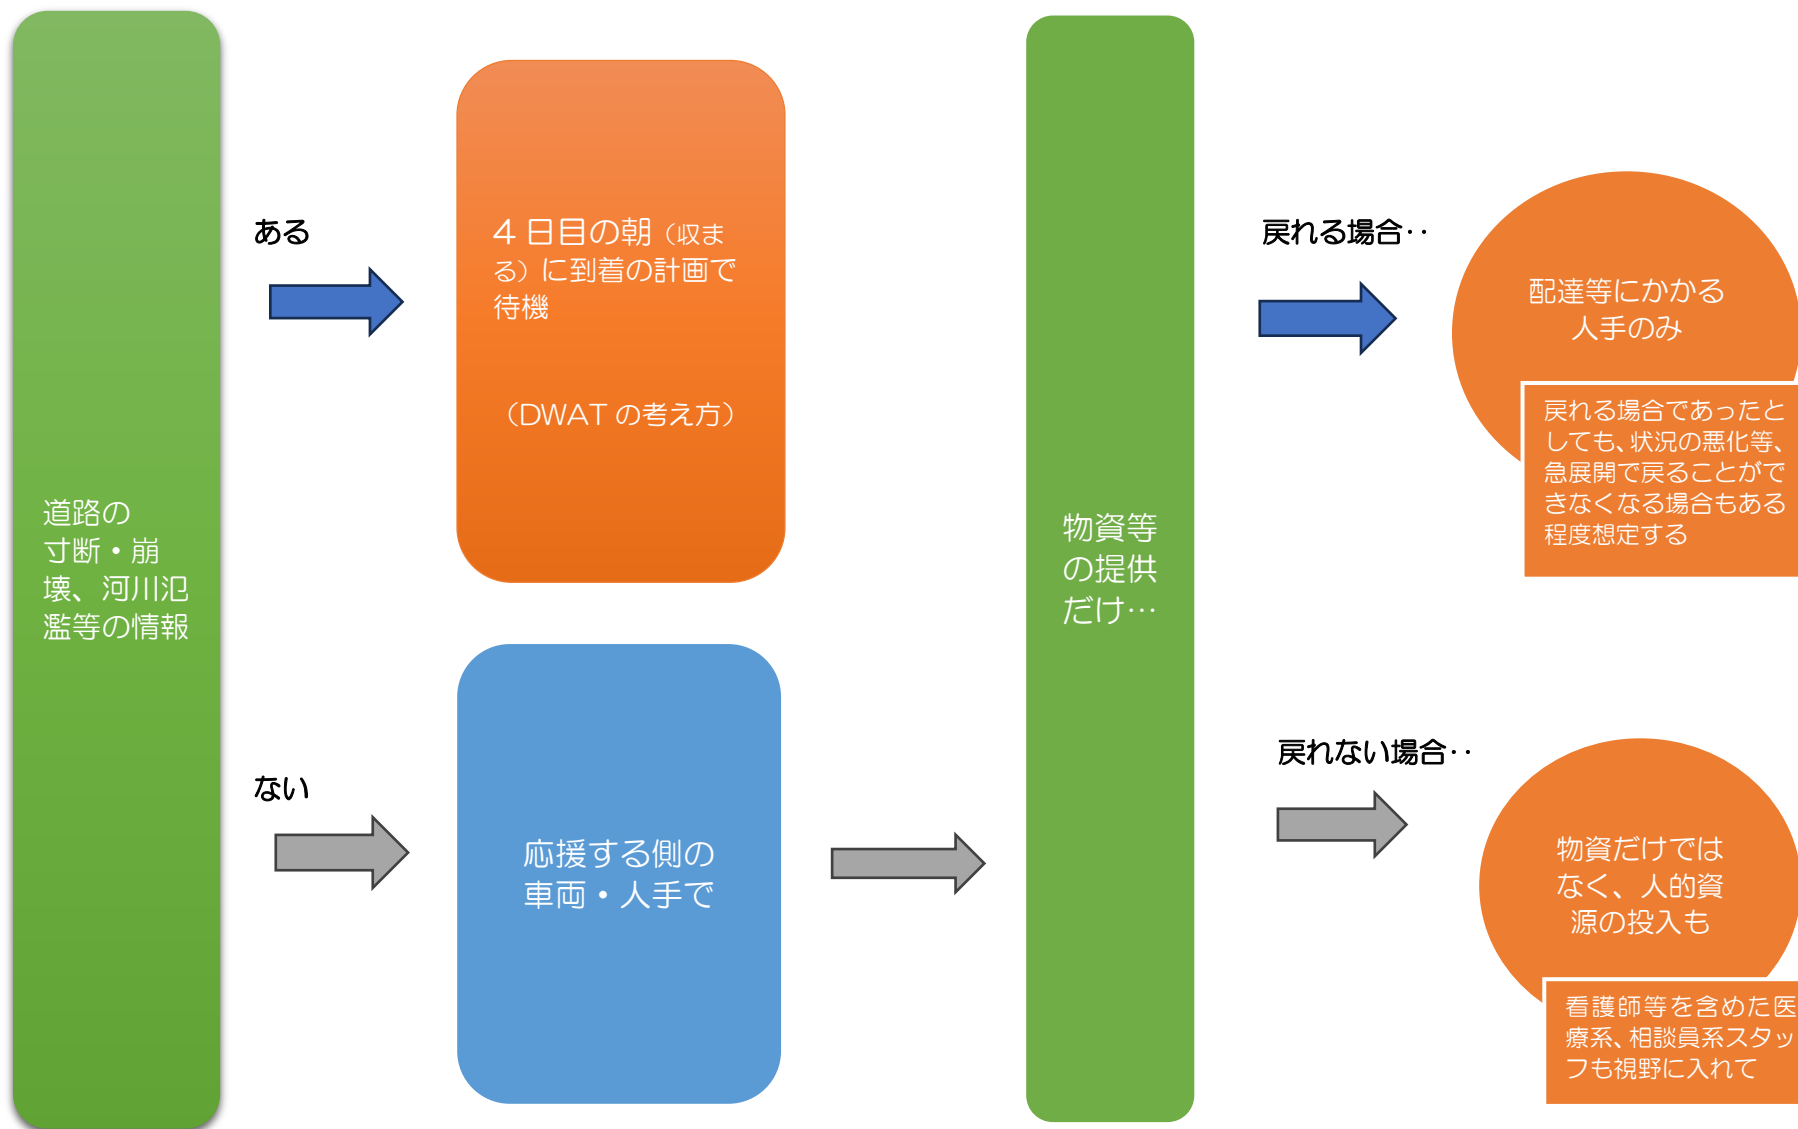 道路の
寸断・崩
壊、河川氾
濫等の情報
ある
4 日目の朝（収ま
る）に到着の計画で
待機
（DWAT の考え方）
ない
応援する側の
車両・人手で
物資等
の提供
だけ…
戻れる場合‥
配達等にかかる
人手のみ
戻れる場合であったと
しても、状況の悪化等、
急展開で戻ることがで
きなくなる場合もある
程度想定する
戻れない場合‥
物資だけでは
なく、人的資
源の投入も
看護師等を含めた医
療系、相談員系スタッ
フも視野に入れて